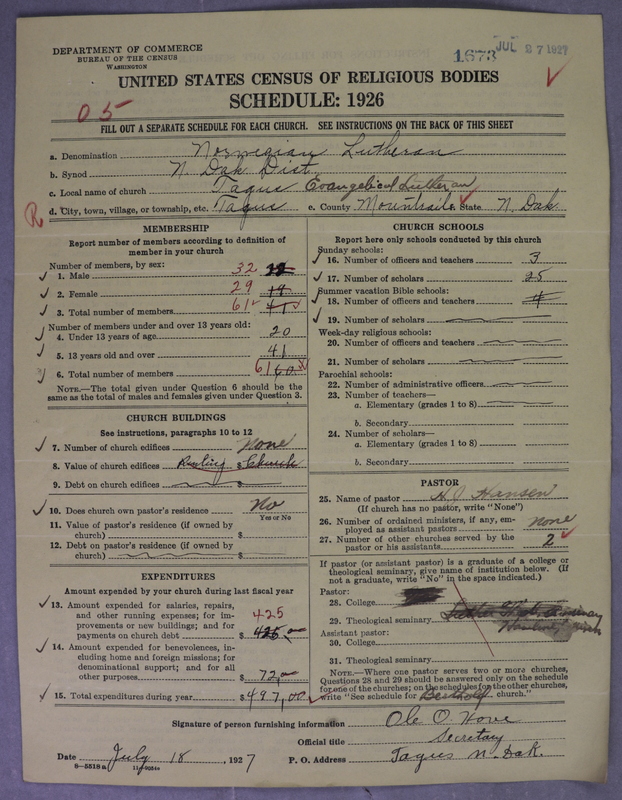 DEPARTMENT OF COMMERCE
BUREAU OF THE CENSUS
WASHINGTON
1673 JUL 27 1927
UNITED STATES CENSUS OF RELIGIOUS BODIES
SCHEDULE: 1926
05
FILL OUT A SEPARATE SCHEDULE FOR EACH CHURCH. SEE INSTRUCTIONS ON THE BACK OF THIS SHEET
a. Denomination Norwegian Lutheran
b. Synod N. Dak Dist.
c. Local name of church Tagus Evangelical Lutheran
R d. City, town, village, or township, etc. Tagus e. County Mountrail State N. Dak.
MEMBERSHIP
Report number of members according to definition of member in your church
Number of members, by sex:
1. Male 32
2. Female 29 14
3. Total number of members 61 41
Number of members under and over 13 years old:
4. Under 13 years of age 20
5. 13 years old and over 41
6. Total number of members 61 60
NOTE.—The total given under Question 6 should be the same as the total of males and females given under Question 3.
CHURCH BUILDINGS
See instructions, paragraphs 10 to 12
7. Number of church edifices None
8. Value of church edifices $ Church
9. Debt on church edifices $
10. Does church own pastor's residence? No
Yes or No
11. Value of pastor's residence (if owned by church) $
12. Debt on pastor's residence (if owned by church) $
EXPENDITURES
Amount expended by church during last fiscal year
13. Amount expended for salaries, repairs, and other running expenses; for improvements or new buildings; and for payments on church debt 425 $ 425.00
14. Amount expended for benevolences, including home and foreign missions; for denominational support; and for all other purposes $ 72.00
15. Total expenditures during year $ 497.00
CHURCH SCHOOLS
Report here only schools conducted by this church
Sunday schools:
16. Number of officers and teachers 3
17. Number of scholars 25
Summer vacation Bible schools:
18. Number of officers and teachers 4
19. Number of scholars
Week-day religious schools:
20. Number of officers and teachers
21. Number of scholars
Parochial schools:
22. Number of administrative officers
23. Number of teachers—
a. Elementary (grades 1 to 8)
b. Secondary
24. Number of scholars—
a. Elementary (grades 1 to 8)
b. Secondary
PASTOR
25. Name of pastor H J Hansen
(If church has no pastor, write "None")
26. Number of ordained ministers, if any, employed as assistant pastors none
27. Number of other churches served by the pastor or his assistants 2
If pastor (or assistant pastor) is a graduate of a college or theological seminary, give name of institution below. (If not a graduate, write "No" in the space indicated.)
Pastor:
28. College
29. Theological seminary
Assistant pastor:
30. College
31. Theological seminary
NOTE.—Where one pastor serves two or more churches, Questions 28 and 29 should be answered only on the schedule for one of the churches; on the schedules for the other churches, write "See schedule for Berthold church."
Signature of person furnishing information Ole O. Hove
Official title Secretary
Date July 18, 1927 P. O. Address Tagus N. Dak.
8—5518a